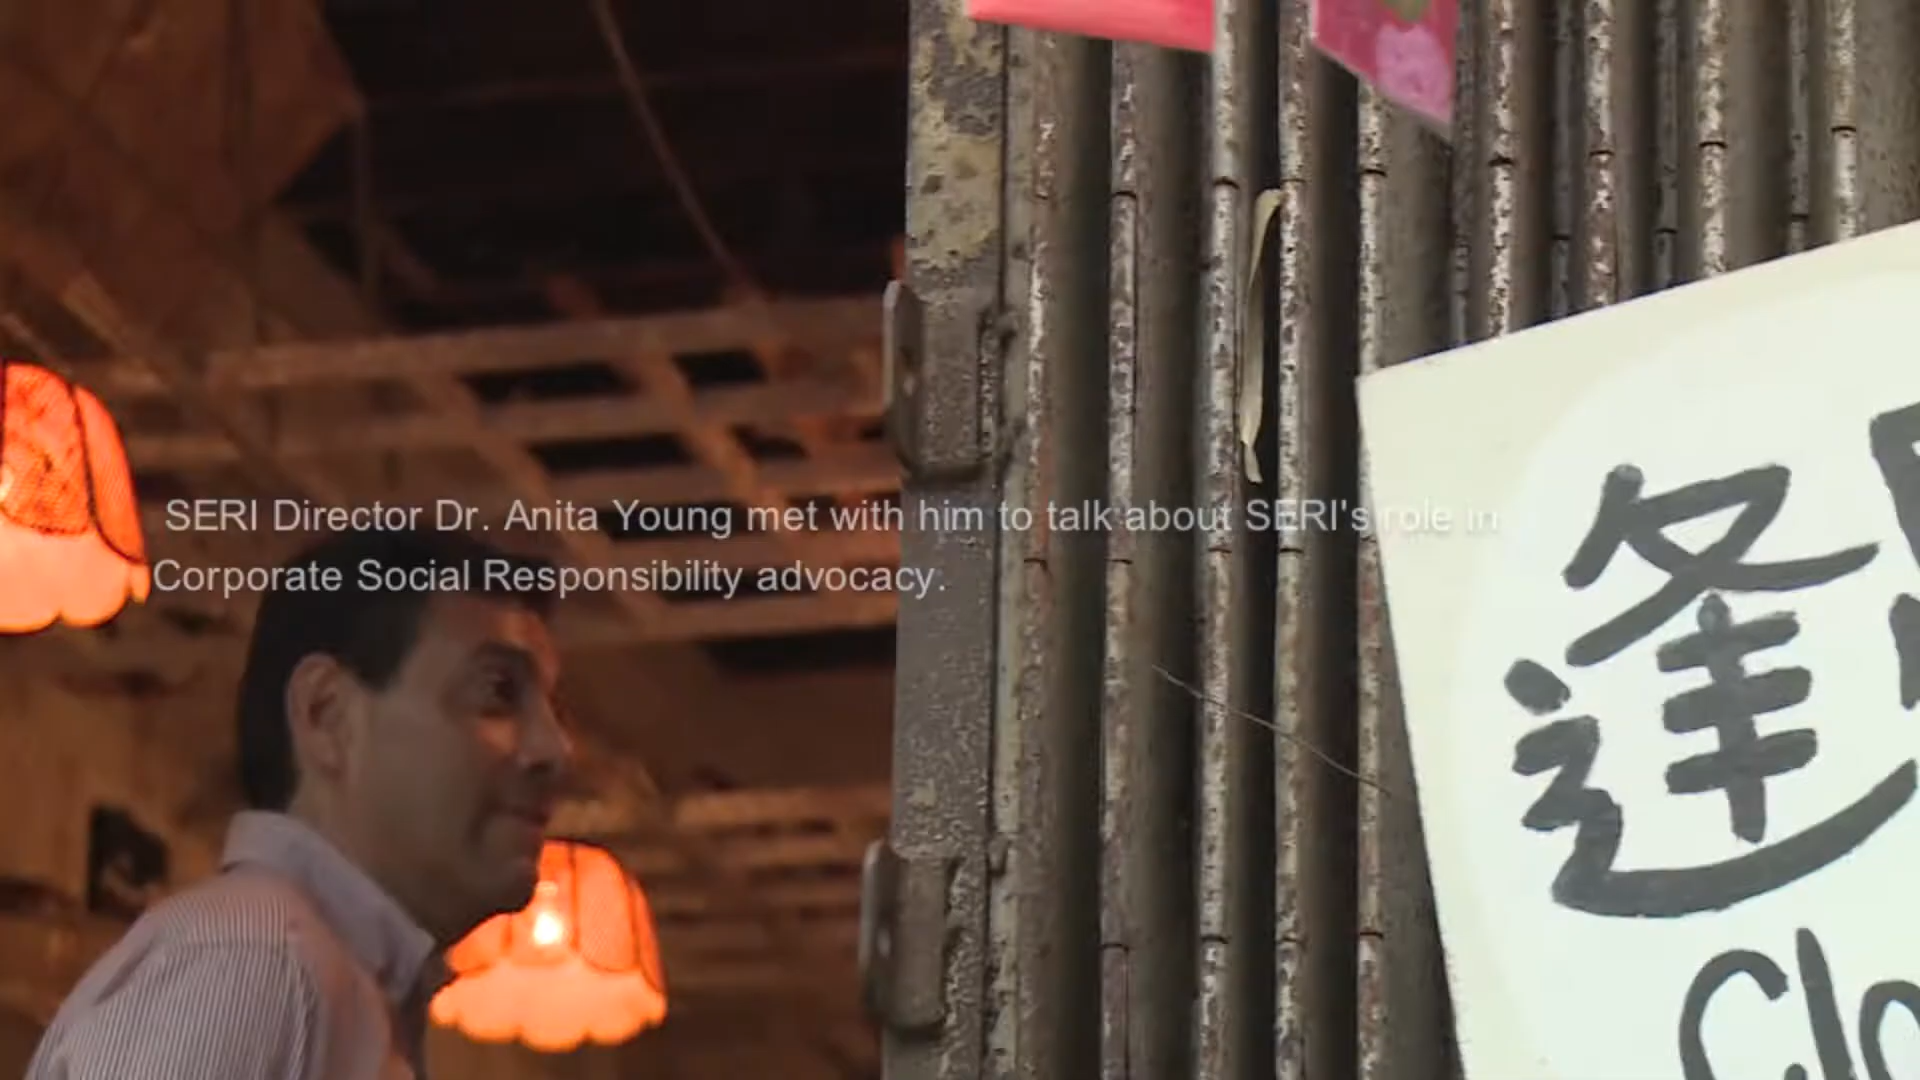 SERI Director Dr. Anita Young met with him to talk about SERI's role in
Corporate Social Responsibility advocacy.
逢
Clo